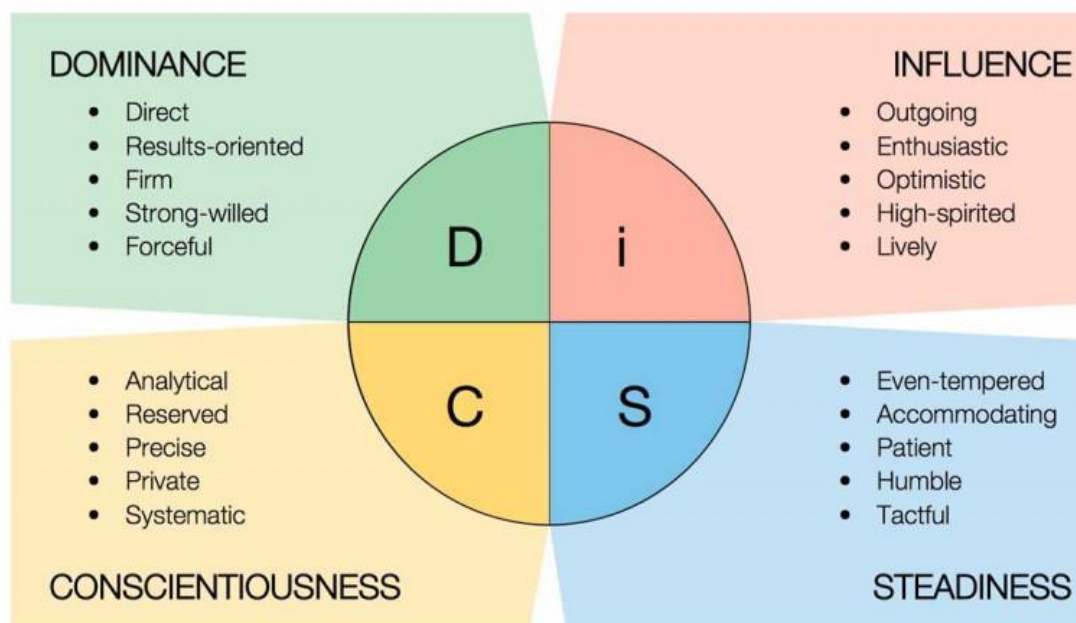 DOMINANCE
• Direct
• Results-oriented
• Firm
• Strong-willed
• Forceful
INFLUENCE
• Outgoing
• Enthusiastic
• Optimistic
• High-spirited
• Lively
D
i
C
S
• Analytical
• Reserved
• Precise
• Private
• Systematic
CONSCIENTIOUSNESS
• Even-tempered
• Accommodating
• Patient
• Humble
• Tactful
STEADINESS